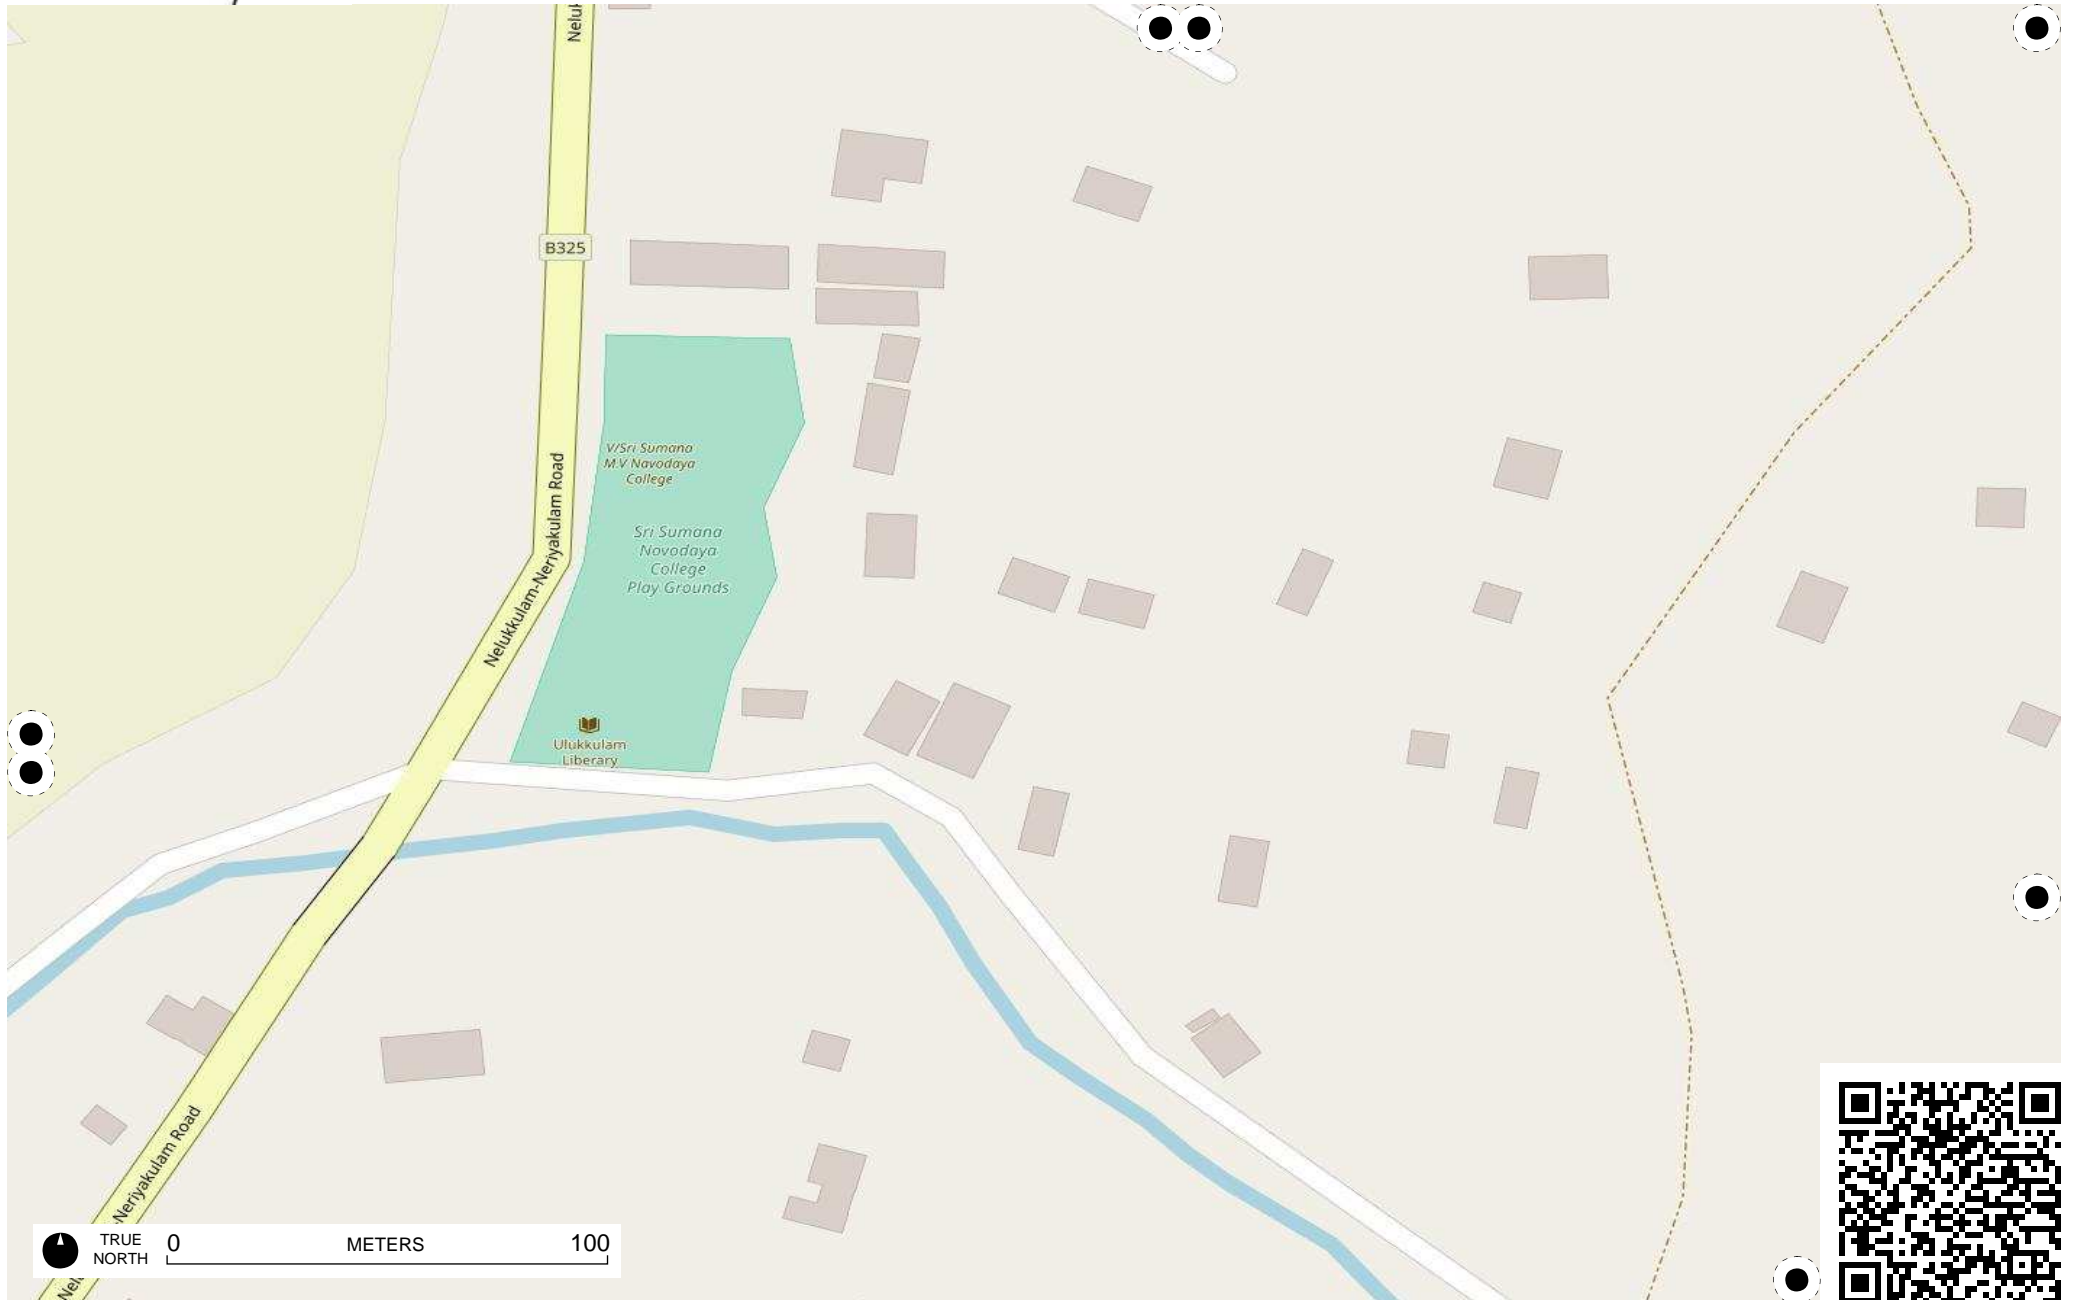 Neluk
B325
Nelukkulam-Neriyakulam Road
V/Sri Sumana
M.V Navodaya
College
Sri Sumana
Novodaya
College
Play Grounds
Ulukkulam
Liberary
-Neriyakulam Road
Nelu
TRUE
NORTH
0
METERS
100